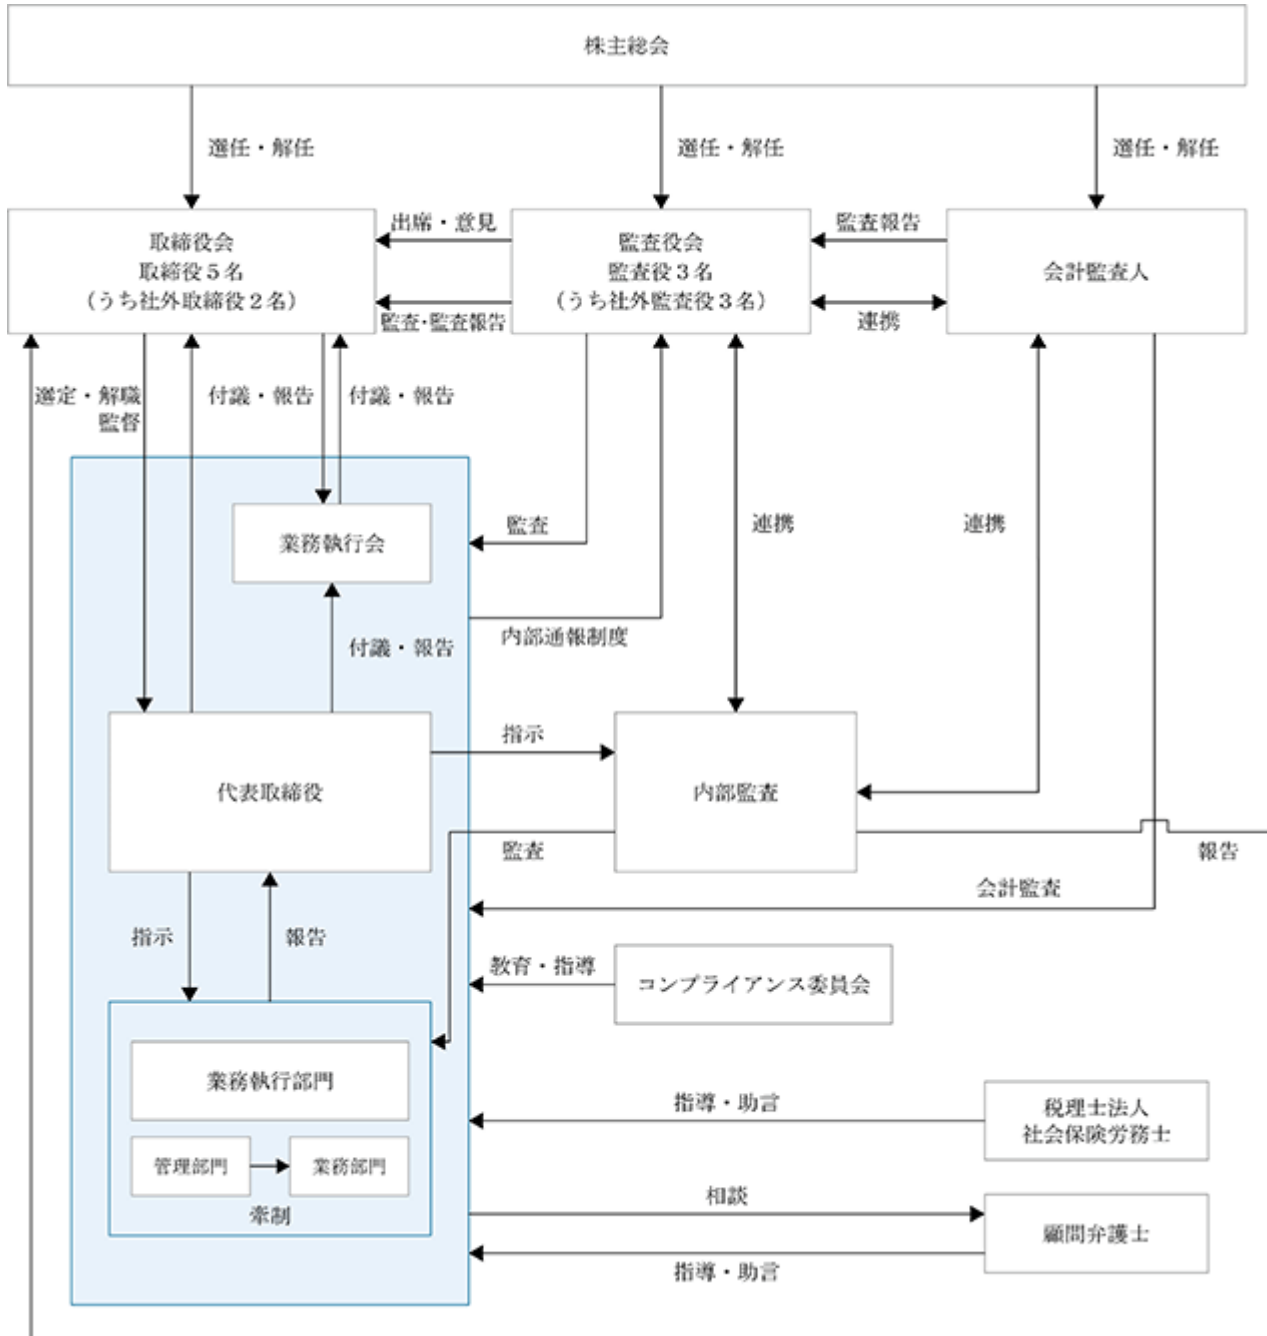 株主総会
選任・解任
選任・解任
選任・解任
取締役会
取締役５名
（うち社外取締役２名）
出席・意見
監査・監査報告
監査役会
監査役３名
（うち社外監査役３名）
監査報告
連携
会計監査人
選定・解職
監督
付議・報告
付議・報告
業務執行会
監査
連携
連携
内部通報制度
付議・報告
代表取締役
指示
内部監査
監査
報告
会計監査
指示
報告
教育・指導
コンプライアンス委員会
業務執行部門
管理部門
業務部門
牽制
指導・助言
税理士法人
社会保険労務士
相談
顧問弁護士
指導・助言